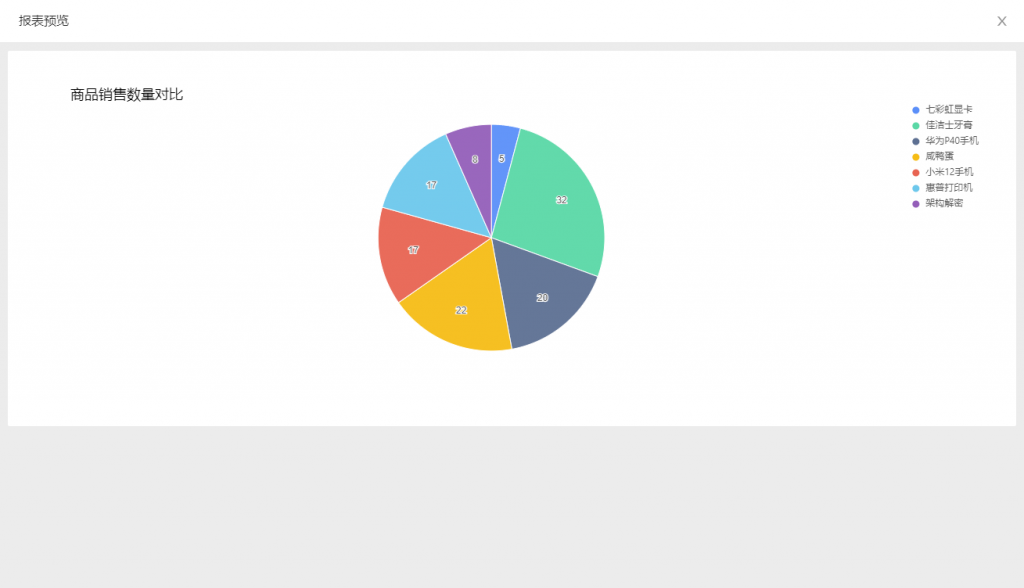 报表预览
X
商品销售数量对比
七彩虹显卡
佳洁士牙膏
华为P40手机
咸鸭蛋
小米12手机
惠普打印机
架构解密
8
5
17
32
17
20
22